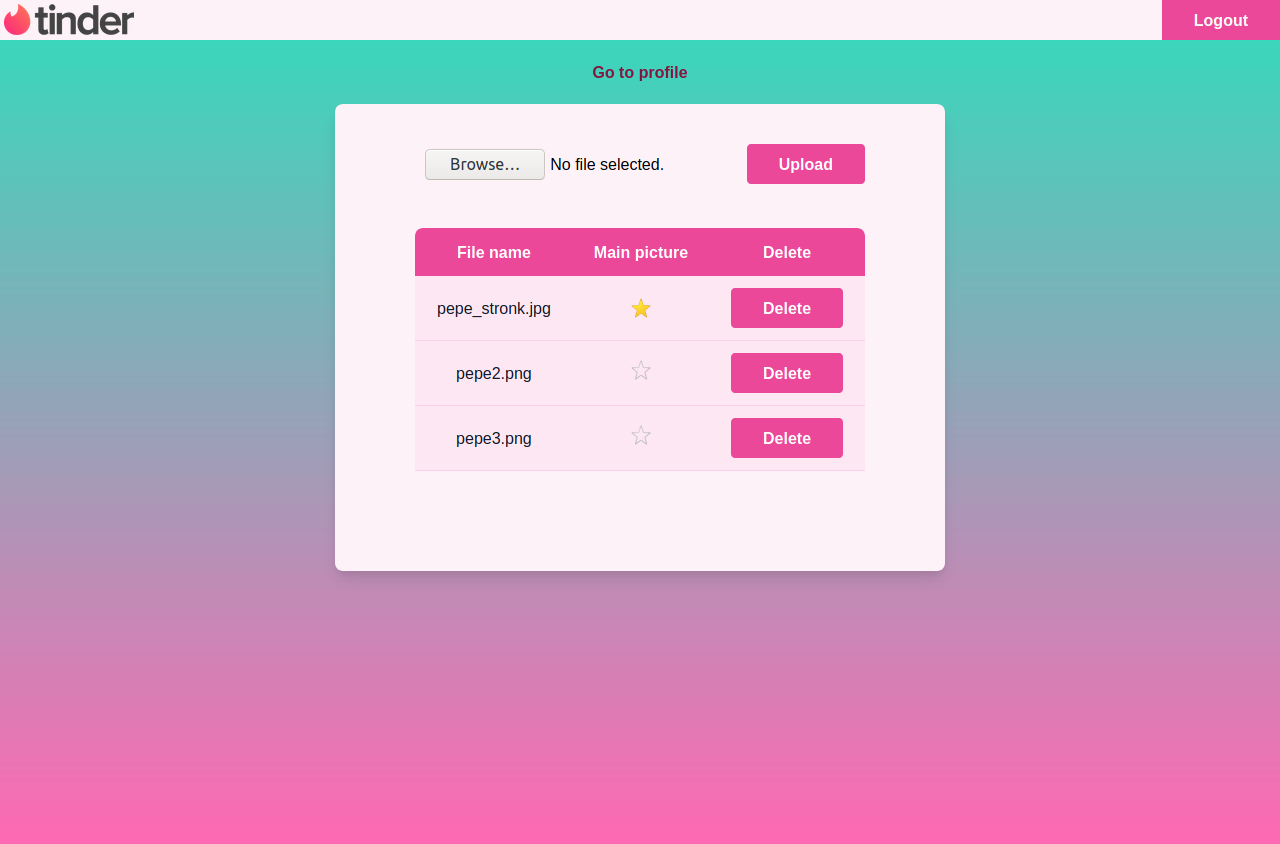 tinder
Logout
Go to profile
Browse... No file selected.
Upload
File name Main picture Delete
pepe_stronk.jpg Delete
pepe2.png Delete
pepe3.png Delete